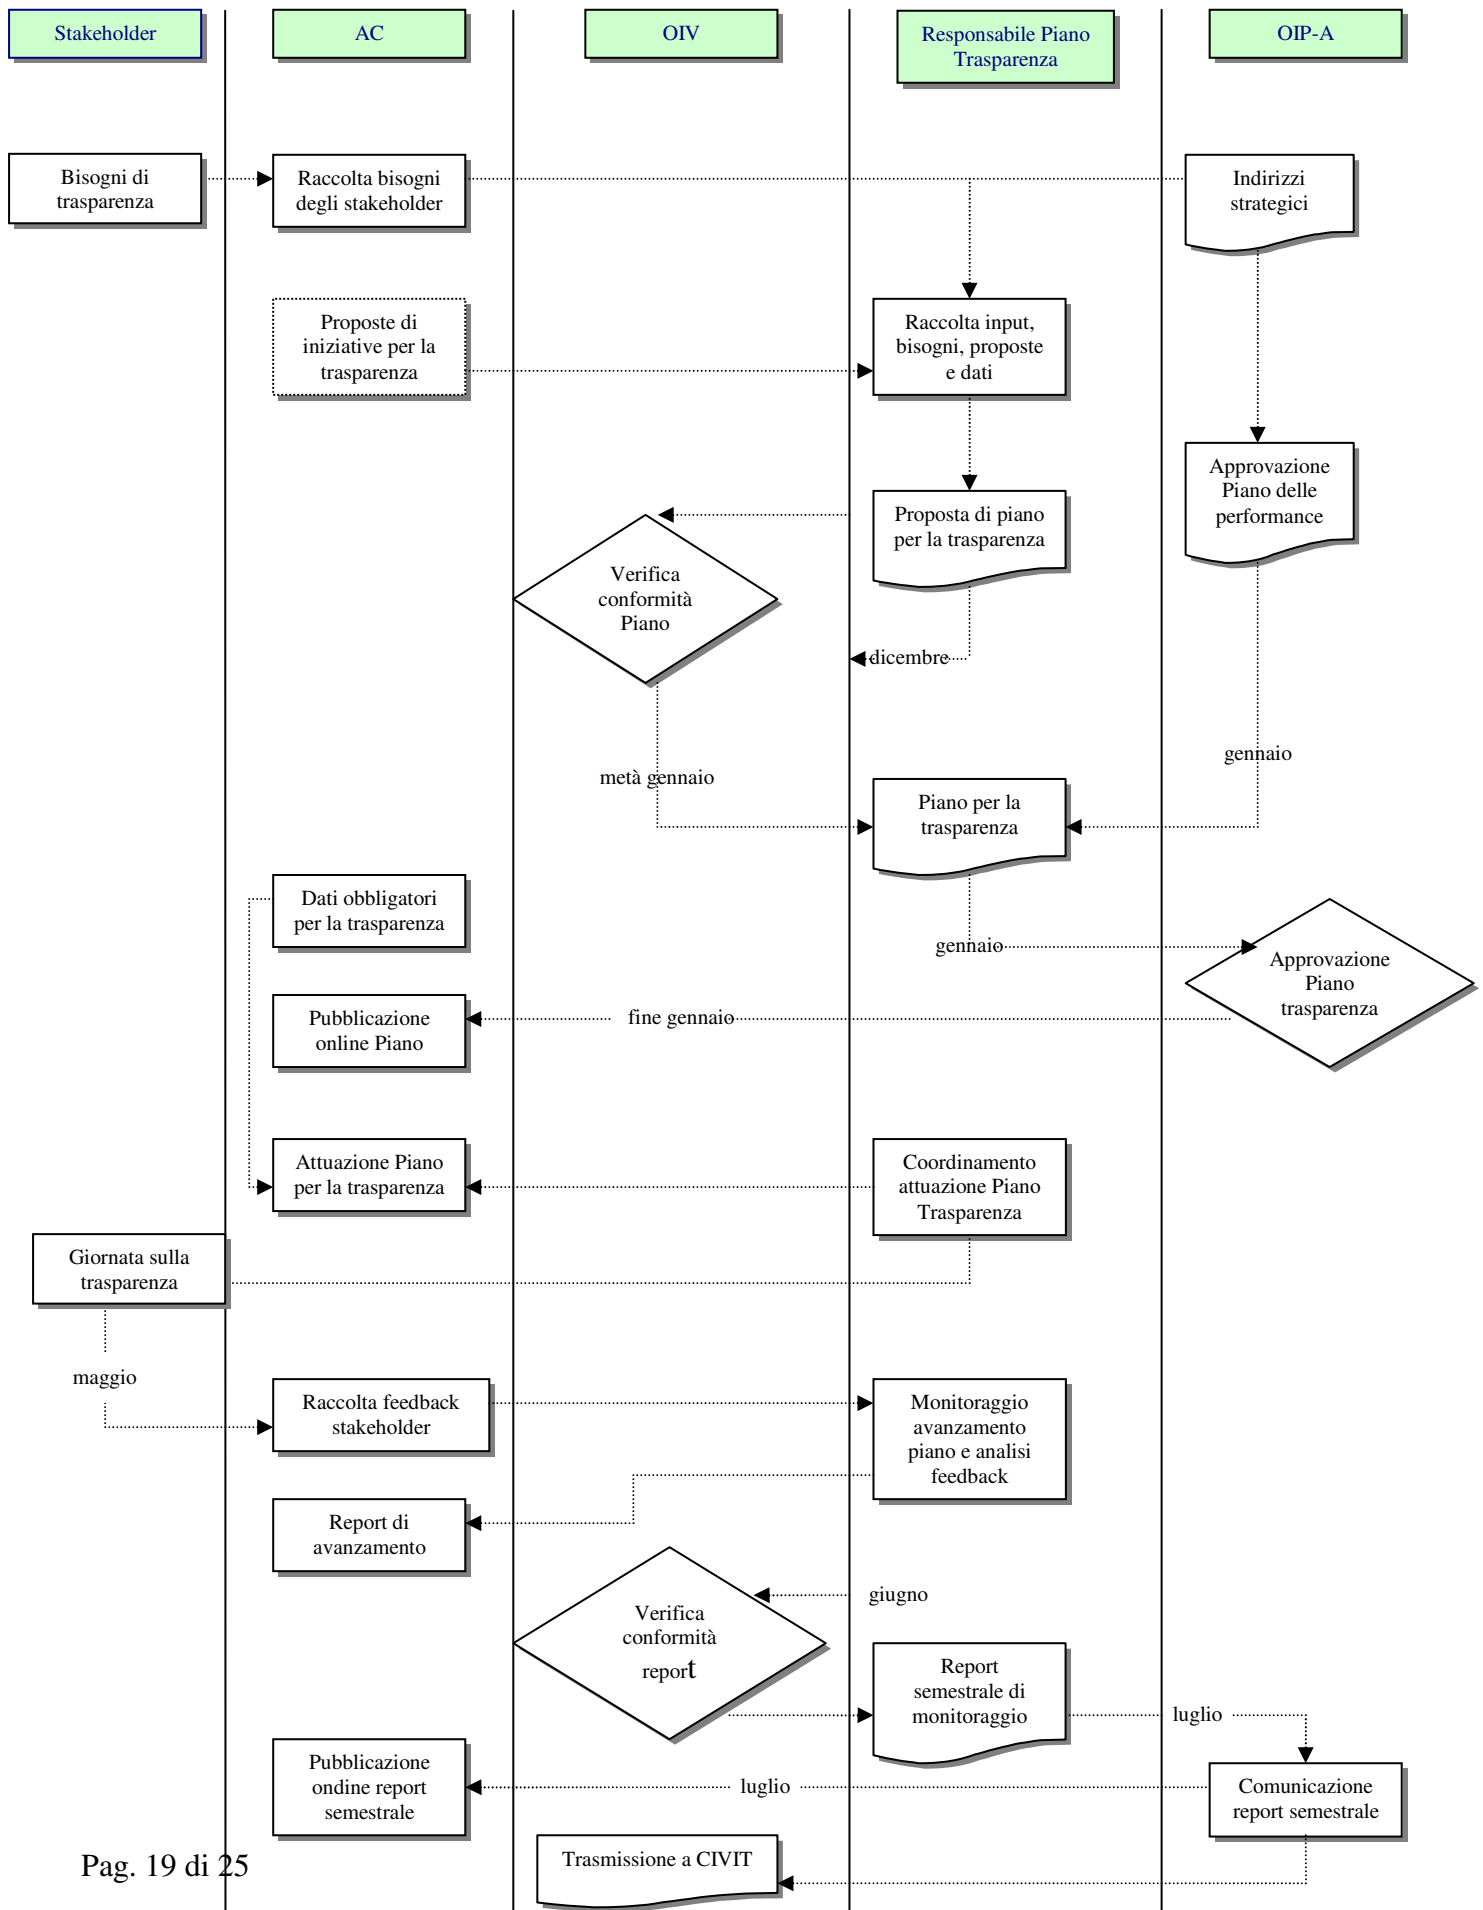 Stakeholder
AC
OIV
Responsabile Piano
Trasparenza
OIP-A
Bisogni di
trasparenza
Raccolta bisogni
degli stakeholder
Indirizzi
strategici
Proposte di
iniziative per la
trasparenza
Raccolta input,
bisogni, proposte
e dati
Approvazione
Piano delle
performance
Proposta di piano
per la trasparenza
Verifica
conformità
Piano
dicembre
gennaio
metà gennaio
Piano per la
trasparenza
Dati obbligatori
per la trasparenza
gennaio
Approvazione
Piano
trasparenza
Pubblicazione
online Piano
fine gennaio
Attuazione Piano
per la trasparenza
Coordinamento
attuazione Piano
Trasparenza
Giornata sulla
trasparenza
maggio
Raccolta feedback
stakeholder
Monitoraggio
avanzamento
piano e analisi
feedback
Report di
avanzamento
giugno
Verifica
conformità
report
Report
semestrale di
monitoraggio
luglio
Pubblicazione
ondine report
semestrale
luglio
Comunicazione
report semestrale
Trasmissione a CIVIT
Pag. 19 di 25